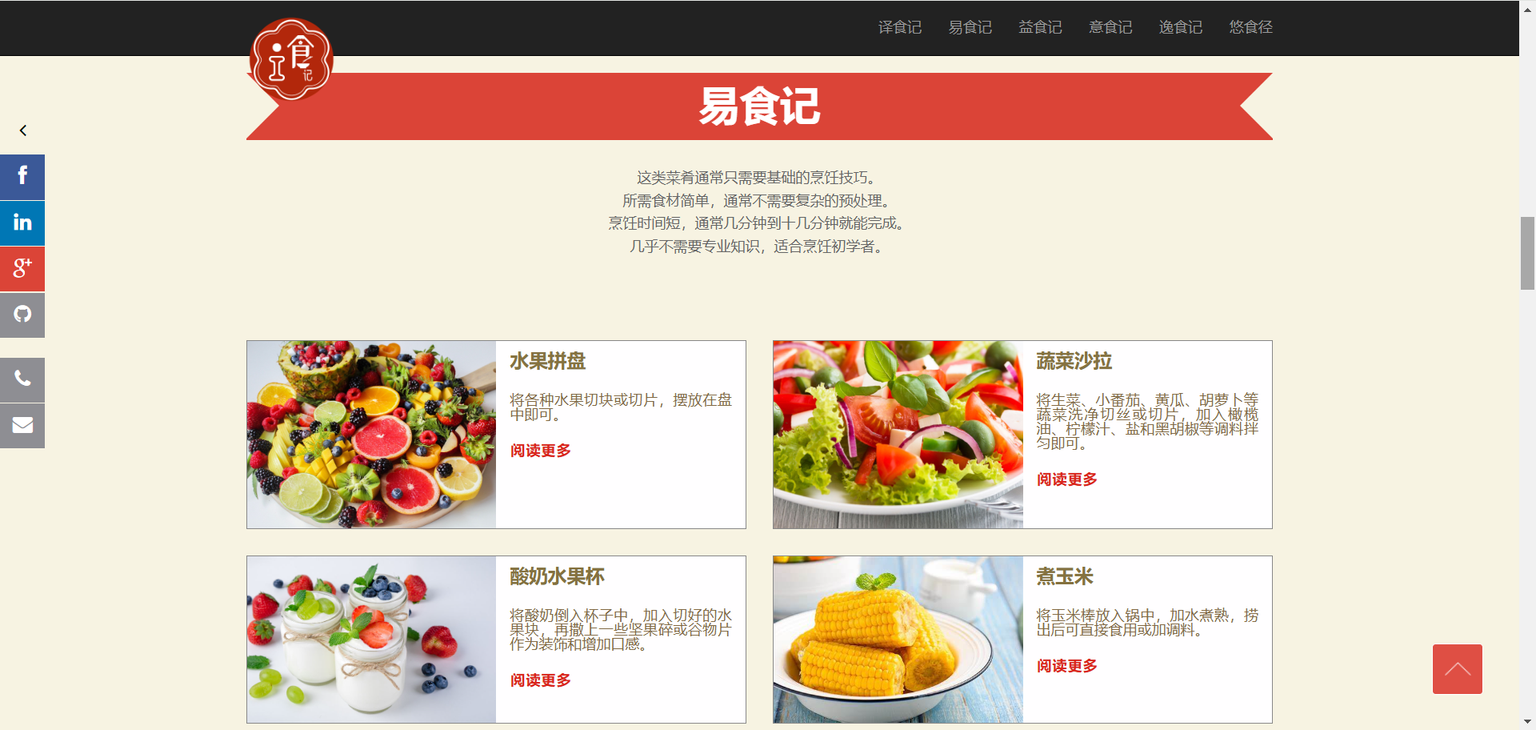 译食记 易食记 益食记 意食记 逸食记 悠食径
i食记
易食记
这类菜肴通常只需要基础的烹饪技巧。
所需食材简单，通常不需要复杂的预处理。
烹饪时间短，通常几分钟到十几分钟就能完成。
几乎不需要专业知识，适合烹饪初学者。
f
in
g+
水果拼盘
将各种水果切块或切片，摆放在盘
中即可。
阅读更多
蔬菜沙拉
将生菜、小番茄、黄瓜、胡萝卜等
蔬菜洗净切丝或切片，加入橄榄
油、柠檬汁、盐和黑胡椒等调料拌
匀即可。
阅读更多
酸奶水果杯
将酸奶倒入杯子中，加入切好的水
果块，再撒上一些坚果碎或谷物片
作为装饰和增加口感。
阅读更多
煮玉米
将玉米棒放入锅中，加水煮熟，捞
出后可直接食用或加调料。
阅读更多